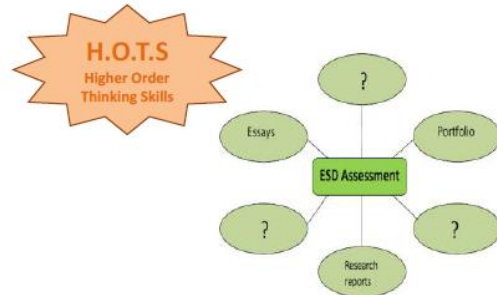 H.O.T.S
Higher Order
Thinking Skills
?
Essays
Portfolio
ESD Assessment
?
?
Research
reports